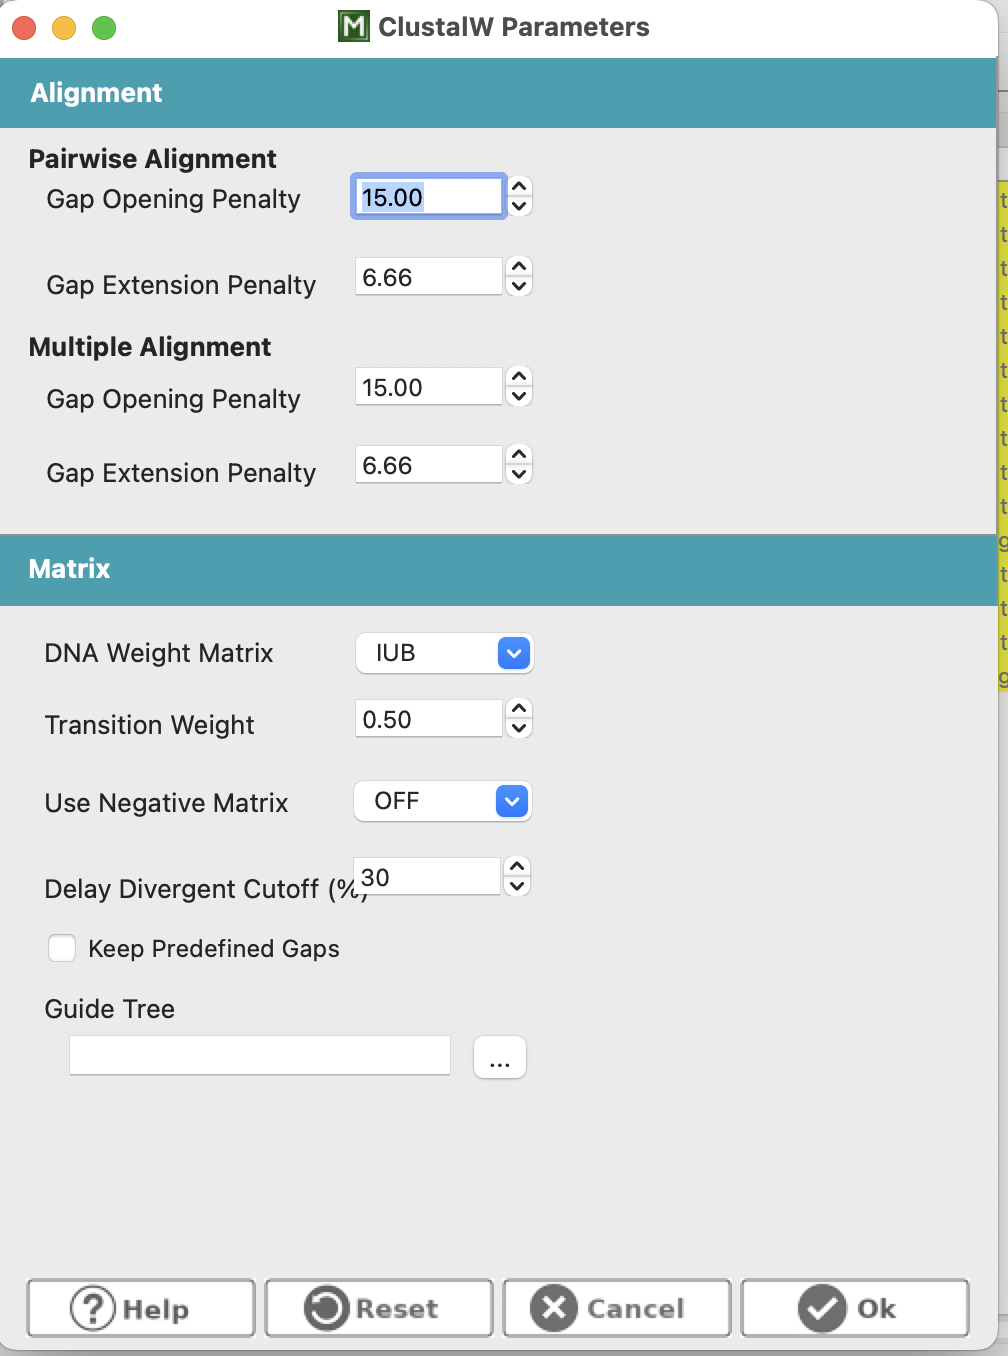 M ClustalW Parameters
Alignment
Pairwise Alignment
Gap Opening Penalty 15.00
Gap Extension Penalty 6.66
Multiple Alignment
Gap Opening Penalty 15.00
Gap Extension Penalty 6.66
Matrix
DNA Weight Matrix IUB
Transition Weight 0.50
Use Negative Matrix OFF
Delay Divergent Cutoff (%) 30
Keep Predefined Gaps
Guide Tree
...
? Help Reset Cancel Ok